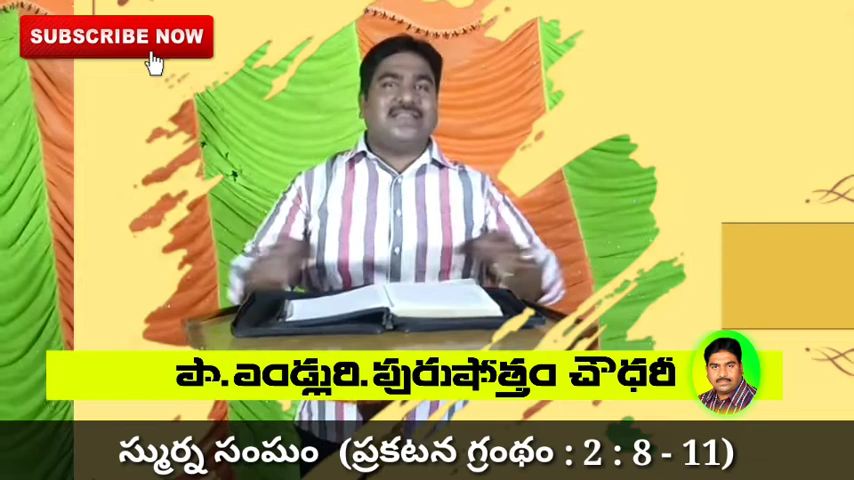 SUBSCRIBE NOW
పా. ఎండ్లురి. పురుషోత్తం చౌధరీ
స్ముర్న సంఘం (ప్రకటన గ్రంథం : 2 : 8 - 11)